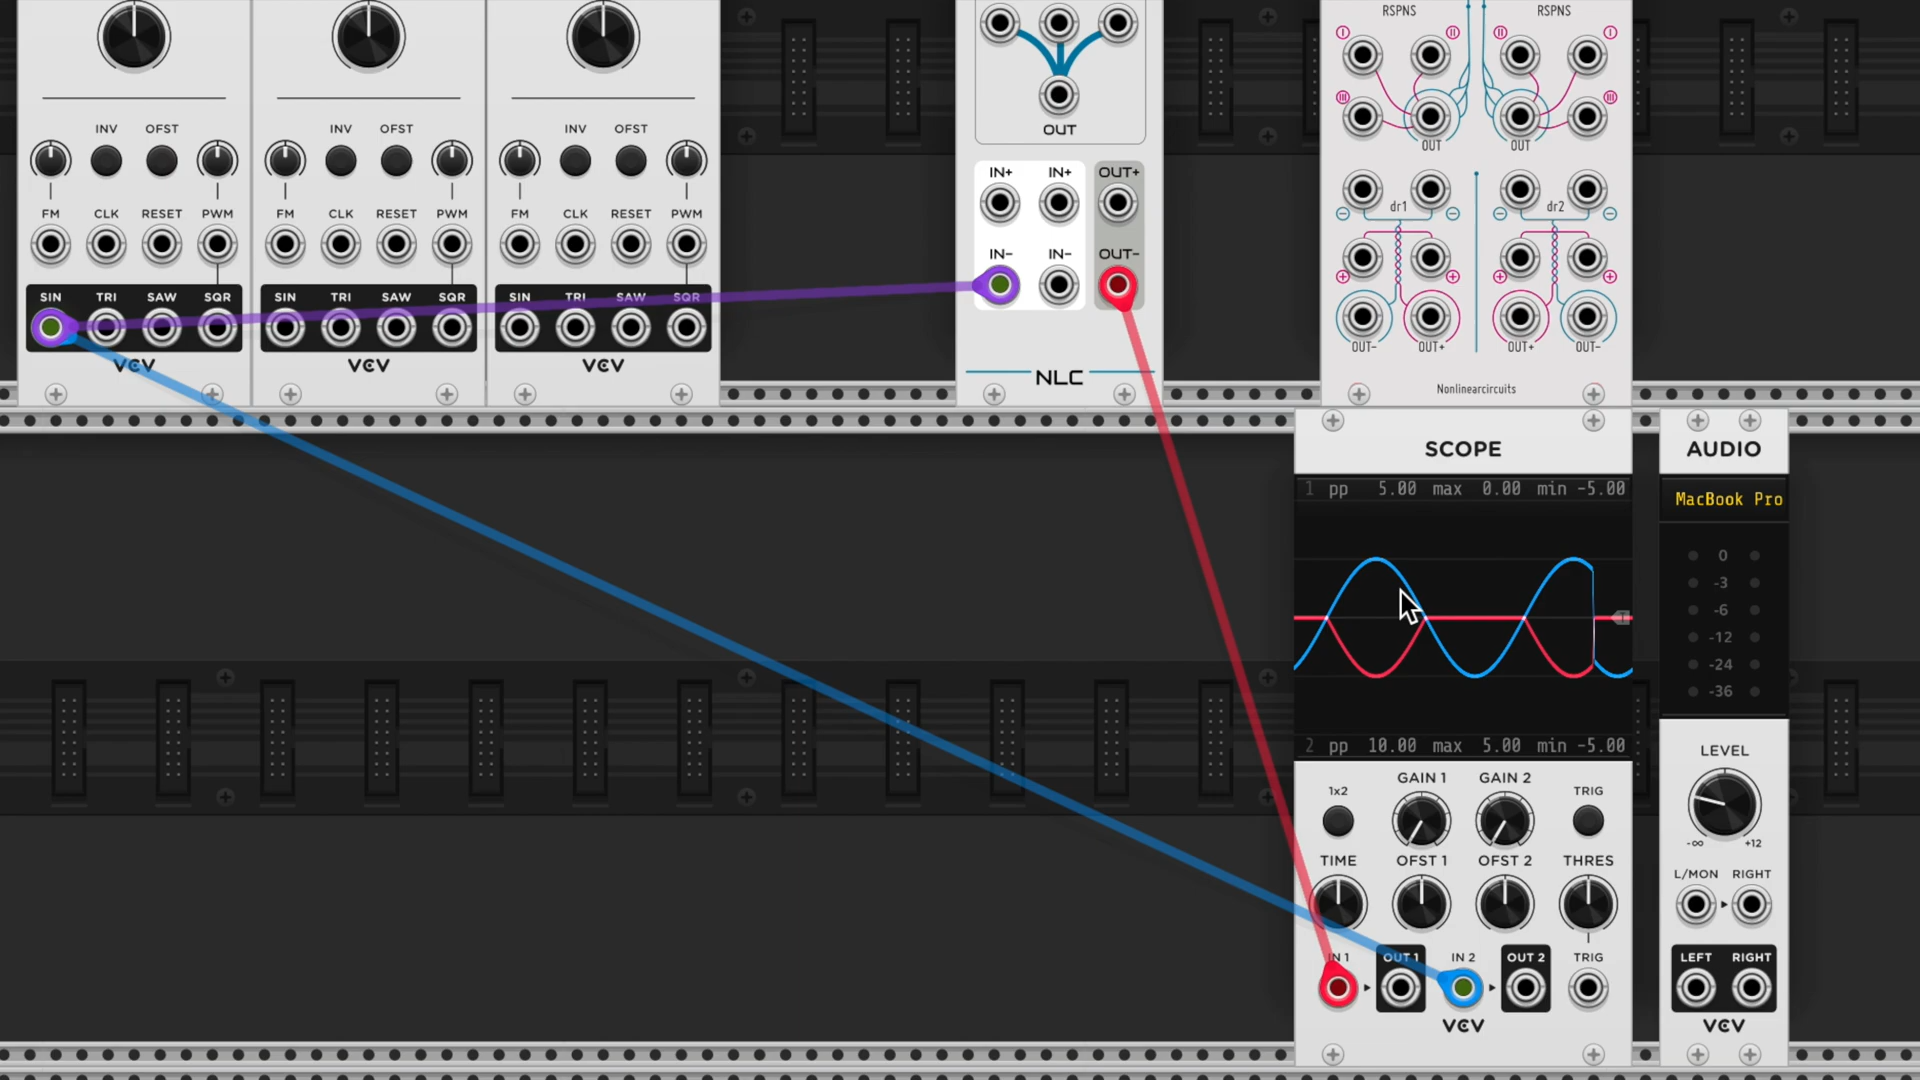 RSPNS RSPNS
I II II I
III III
OUT
OUT OUT
INV OFST INV OFST INV OFST
IN+ IN+ OUT+
dr1 dr2
FM CLK RESET PWM FM CLK RESET PWM FM CLK RESET PWM
IN- IN- OUT-
SIN TRI SAW SQR SIN TRI SAW SQR SIN TRI SAW SQR
OUT- OUT+ OUT+ OUT-
VCV VCV VCV
NLC
Nonlinearcircuits
SCOPE
1 pp 5.00 max 0.00 min -5.00
2 pp 10.00 max 5.00 min -5.00
GAIN 1 GAIN 2
1x2 TRIG
TIME OFST 1 OFST 2 THRES
IN 1 OUT 1 IN 2 OUT 2 TRIG
VCV
AUDIO
MacBook Pro
0
-3
-6
-12
-24
-36
LEVEL
-∞ +12
L/MON RIGHT
LEFT RIGHT
VCV